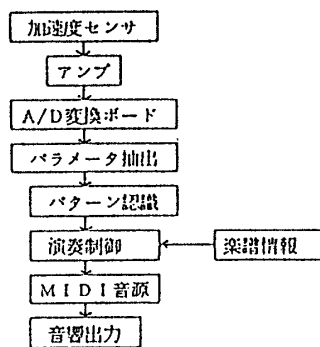 加速度センサ
アンプ
A/D変換ボード
パラメータ抽出
パターン認識
演奏制御
楽譜情報
MIDI音源
音響出力